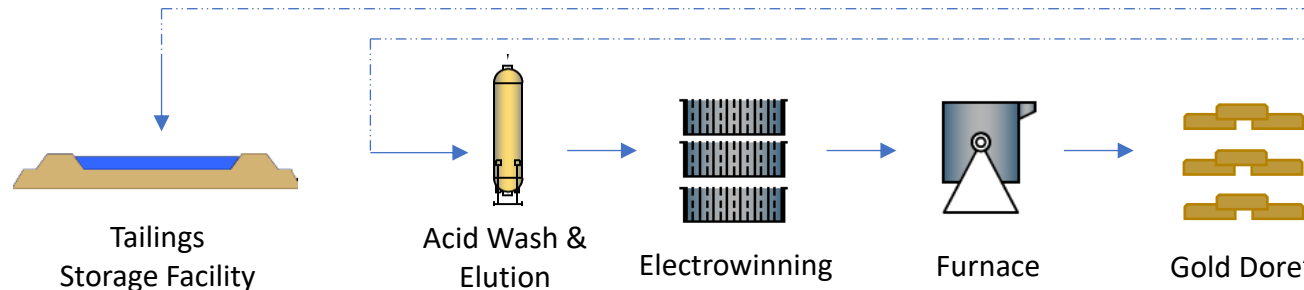 Tailings
Storage Facility
Acid Wash &
Elution
Electrowinning
Furnace
Gold Dore'